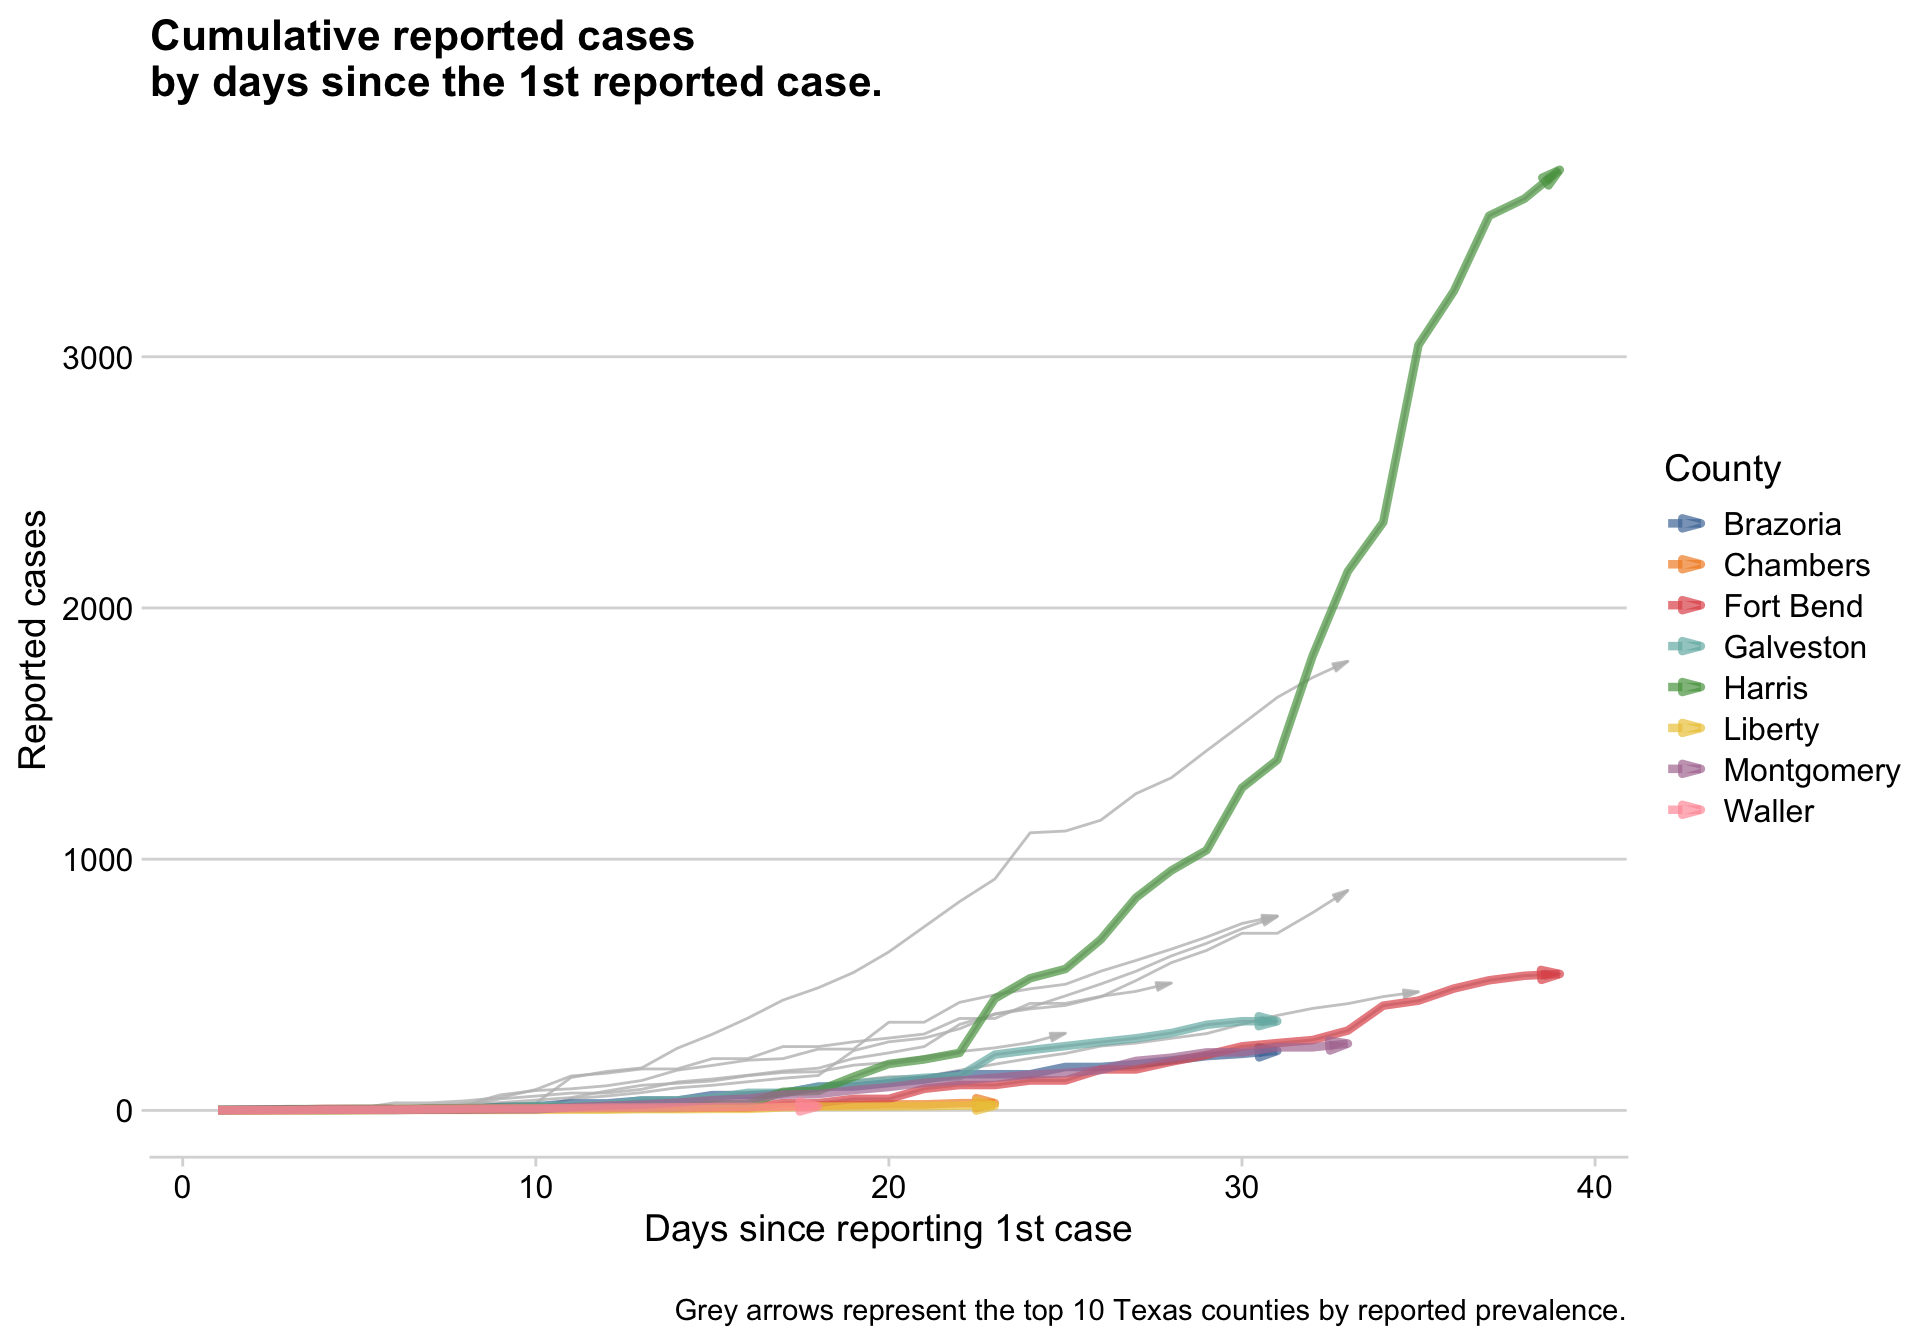 Cumulative reported cases
by days since the 1st reported case.
Reported cases
3000
2000
1000
0
0
10
20
30
40
Days since reporting 1st case
County
Brazoria
Chambers
Fort Bend
Galveston
Harris
Liberty
Montgomery
Waller
Grey arrows represent the top 10 Texas counties by reported prevalence.